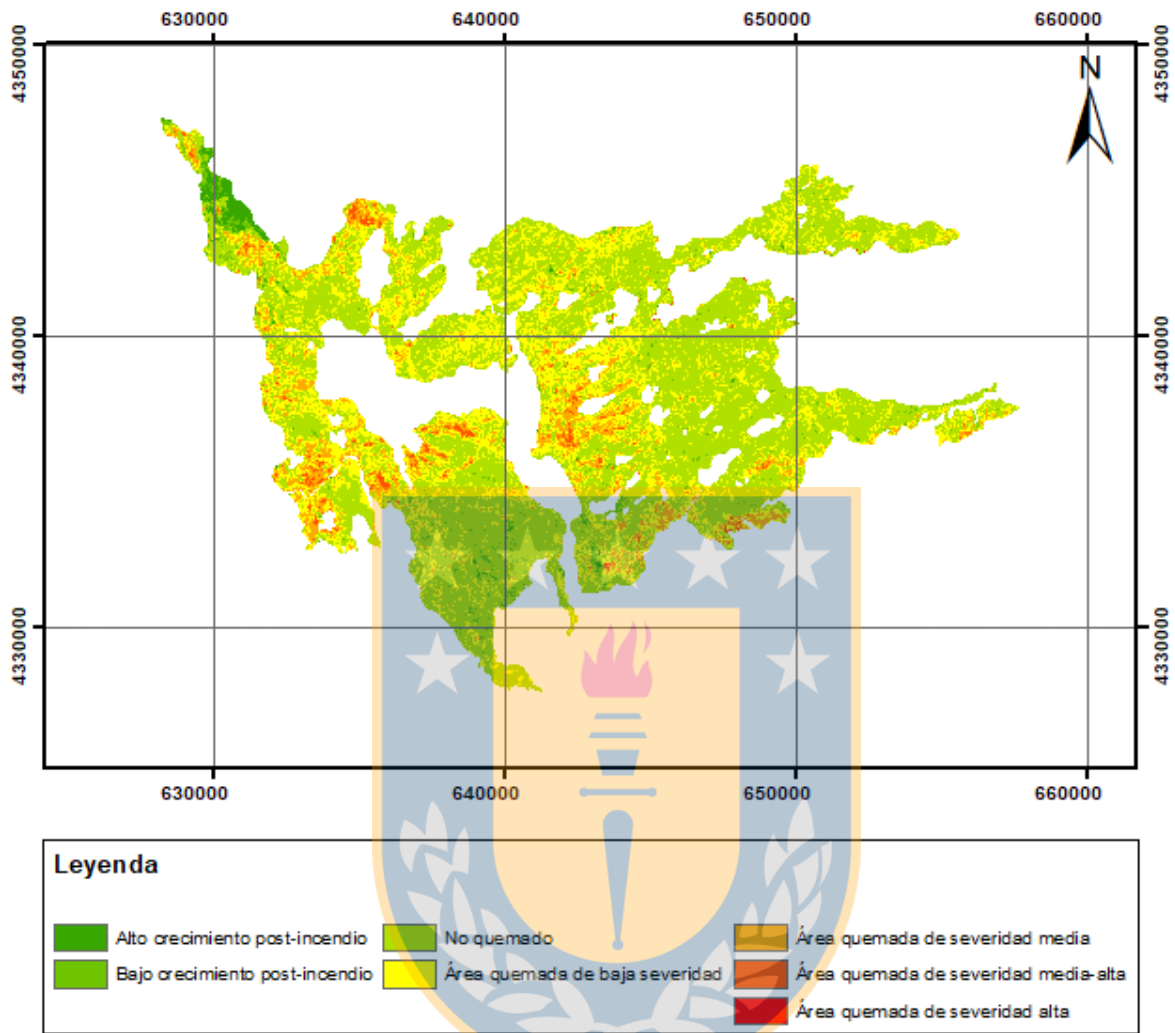 630000 640000 650000 660000
4350000 4350000
N
4340000 4340000
4330000 4330000
630000 640000 650000 660000
Leyenda
Alto crecimiento post-incendio No quemado Área quemada de severidad media
Bajo crecimiento post-incendio Área quemada de baja severidad Área quemada de severidad media-alta
Área quemada de severidad alta